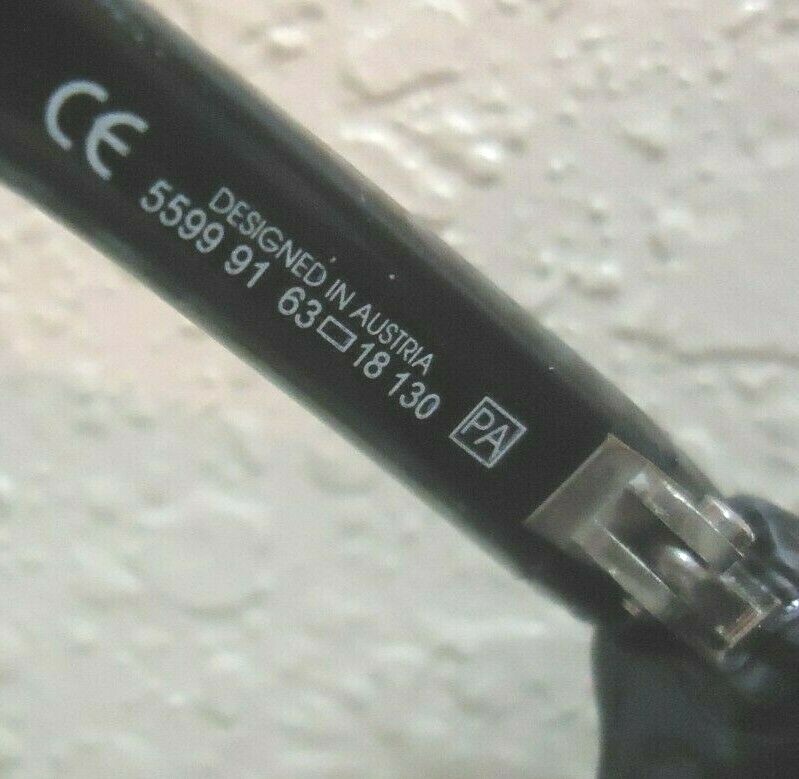 CE
DESIGNED IN AUSTRIA
5599 91 63□18 130
PA